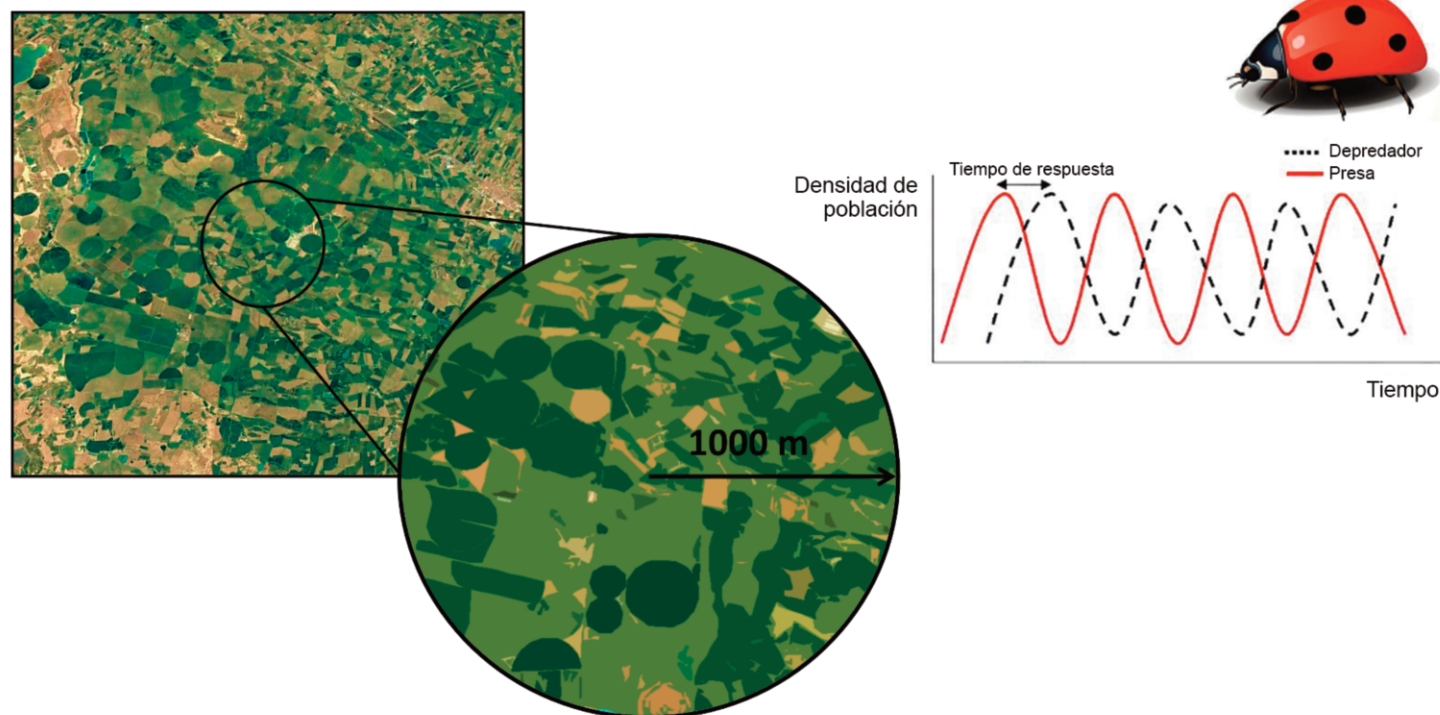 Depredador
Presa
Tiempo de respuesta
Densidad de
población
Tiempo
1000 m